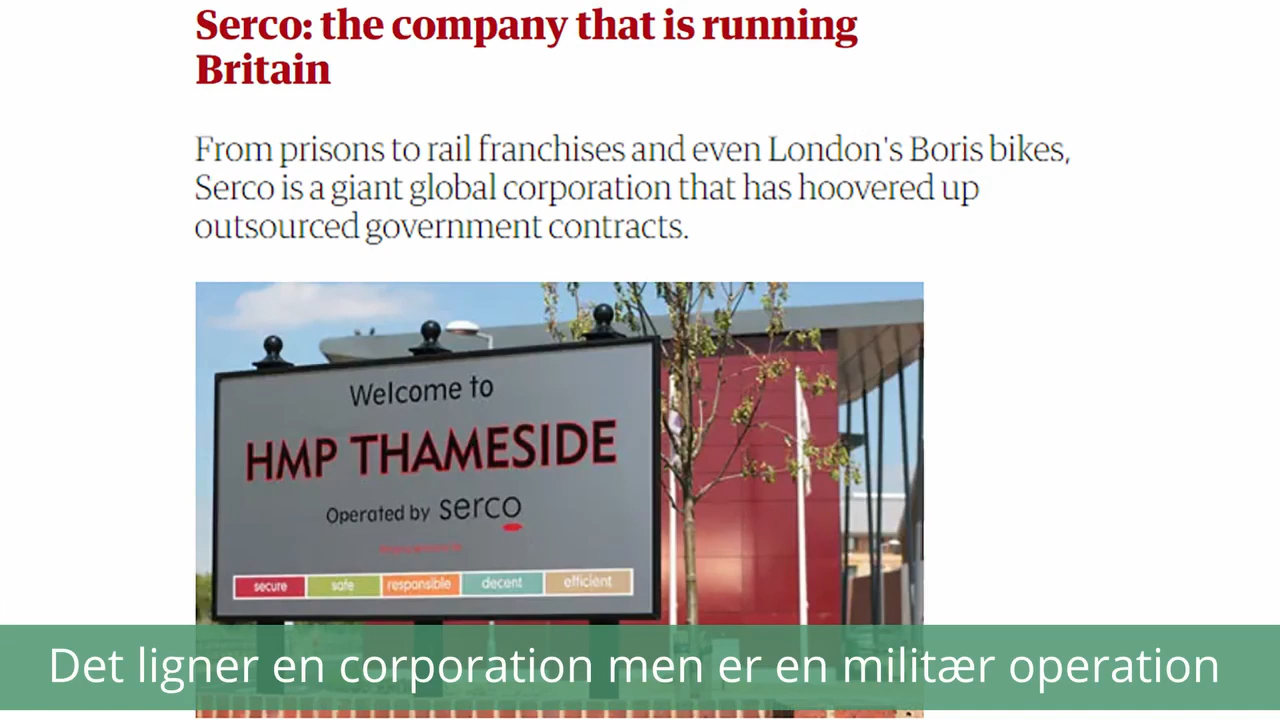 Serco: the company that is running
Britain
From prisons to rail franchises and even London's Boris bikes,
Serco is a giant global corporation that has hoovered up
outsourced government contracts.
Welcome to
HMP THAMESIDE
Operated by serco
secure safe responsible decent efficient
Det ligner en corporation men er en militær operation